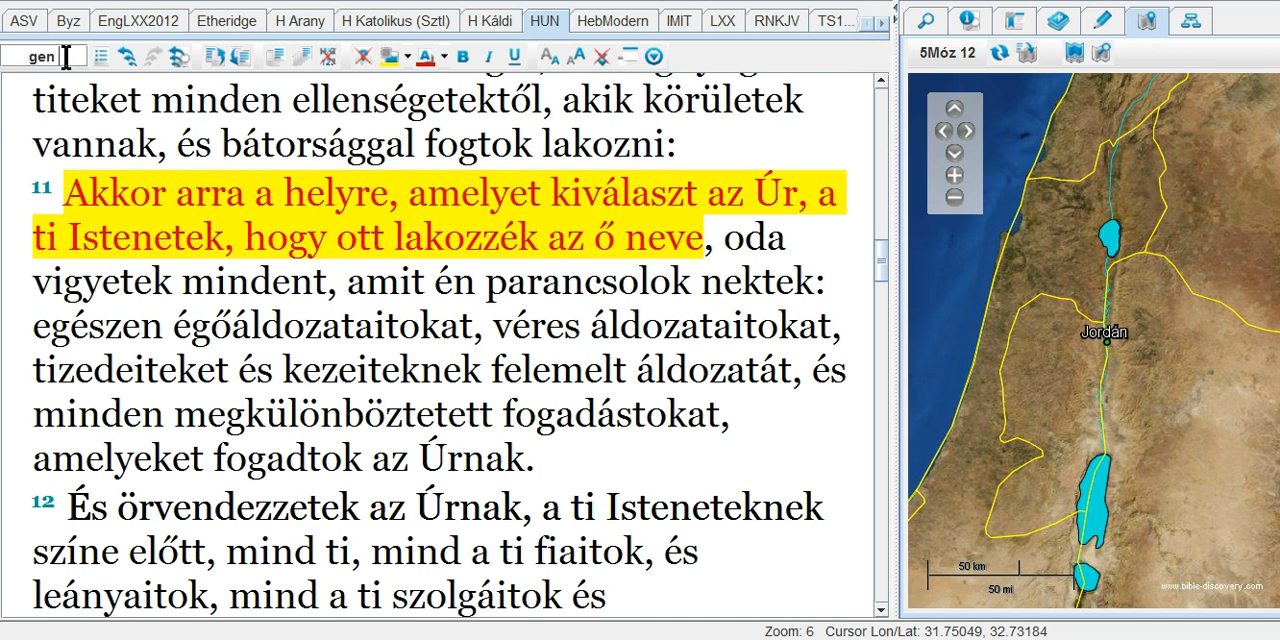 ASV Byz EngLXX2012 Etheridge H Arany H Katolikus (Sztl) H Káldi HUN HebModern IMIT LXX RNKJV TS1...
gen
5Móz 12
titeket minden ellenségetektől, akik körületek
vannak, és bátorsággal fogtok lakozni:
11 Akkor arra a helyre, amelyet kiválaszt az Úr, a
ti Istenetek, hogy ott lakozzék az ő neve, oda
vigyetek mindent, amit én parancsolok nektek:
egészen égőáldozataitokat, véres áldozataitokat,
tizedeiteket és kezeiteknek felemelt áldozatát, és
minden megkülönböztetett fogadástokat,
amelyeket fogadtok az Úrnak.
12 És örvendezzetek az Úrnak, a ti Isteneteknek
színe előtt, mind ti, mind a ti fiaitok, és
leányaitok, mind a ti szolgáitok és
Jordán
50 km
50 mi
www.bible-discovery.com
Zoom: 6 Cursor Lon/Lat: 31.75049, 32.73184